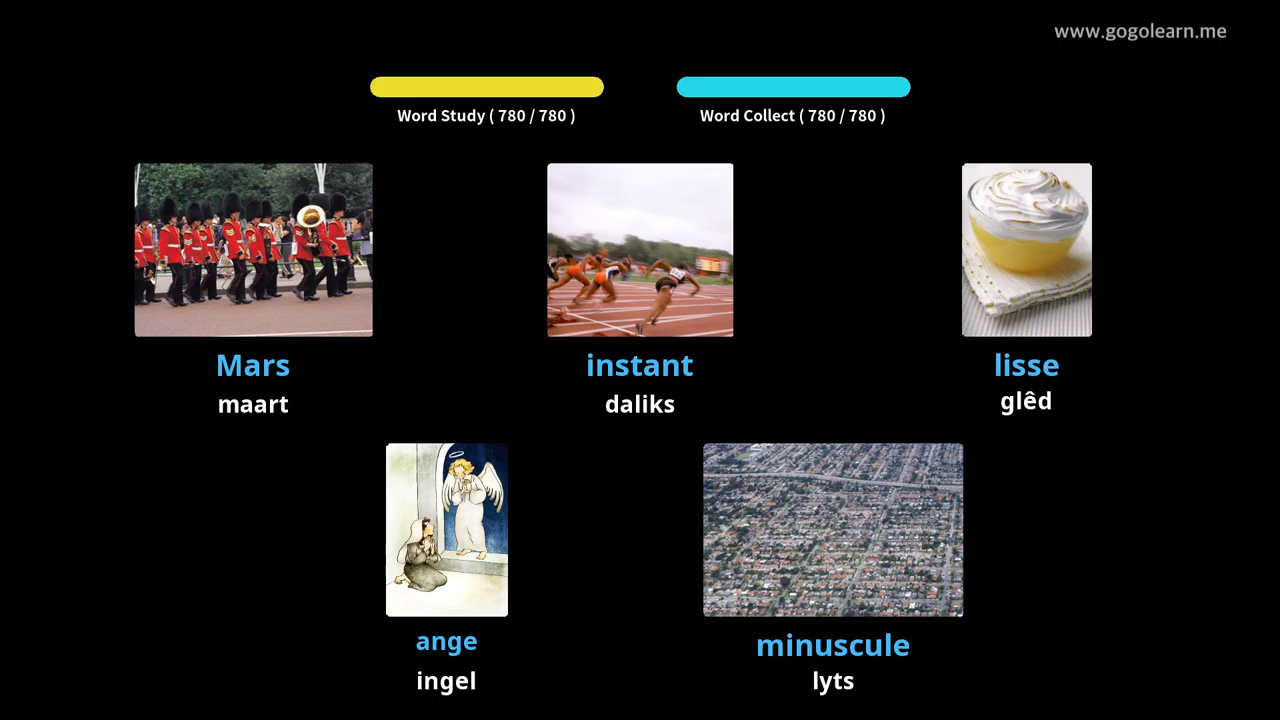 www.gogolearn.me
Word Study ( 780 / 780 )
Word Collect ( 780 / 780 )
Mars
maart
instant
daliks
lisse
glêd
ange
ingel
minuscule
lyts